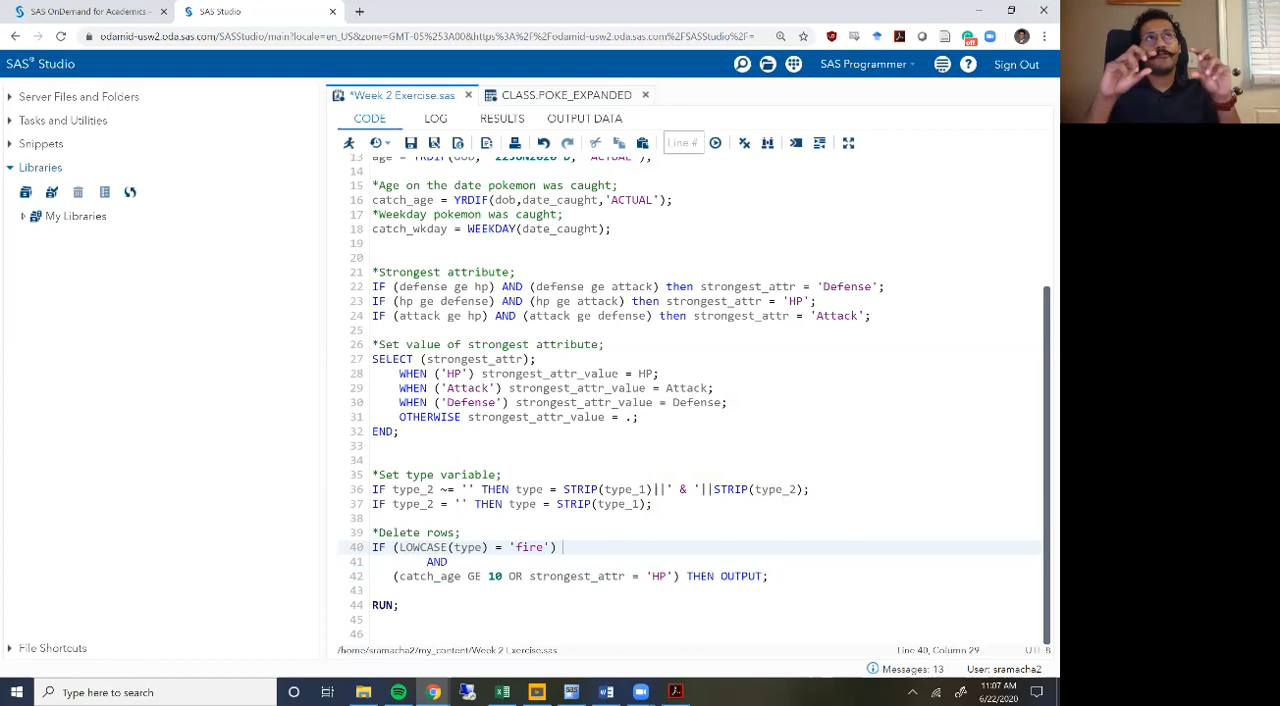 SAS OnDemand for Academics
SAS Studio
odamid-usw2.oda.sas.com/SASStudio/main?locale=en_US&zone=GMT-05%253A00&https%3A%2F%2Fodamid-usw2.oda.sas.com%2FSASStudio%2F=
off
SAS® Studio
SAS Programmer
Sign Out
Server Files and Folders
Tasks and Utilities
Snippets
Libraries
My Libraries
File Shortcuts
*Week 2 Exercise.sas
CLASS.POKE_EXPANDED
CODE
LOG
RESULTS
OUTPUT DATA
Line #
13 age = YRDIF(dob, '22JUN2020'D, 'ACTUAL');
14
15 *Age on the date pokemon was caught;
16 catch_age = YRDIF(dob,date_caught,'ACTUAL');
17 *Weekday pokemon was caught;
18 catch_wkday = WEEKDAY(date_caught);
19
20
21 *Strongest attribute;
22 IF (defense ge hp) AND (defense ge attack) then strongest_attr = 'Defense';
23 IF (hp ge defense) AND (hp ge attack) then strongest_attr = 'HP';
24 IF (attack ge hp) AND (attack ge defense) then strongest_attr = 'Attack';
25
26 *Set value of strongest attribute;
27 SELECT (strongest_attr);
28 WHEN ('HP') strongest_attr_value = HP;
29 WHEN ('Attack') strongest_attr_value = Attack;
30 WHEN ('Defense') strongest_attr_value = Defense;
31 OTHERWISE strongest_attr_value = .;
32 END;
33
34
35 *Set type variable;
36 IF type_2 ~= '' THEN type = STRIP(type_1)||' & '||STRIP(type_2);
37 IF type_2 = '' THEN type = STRIP(type_1);
38
39 *Delete rows;
40 IF (LOWCASE(type) = 'fire')
41 AND
42 (catch_age GE 10 OR strongest_attr = 'HP') THEN OUTPUT;
43
44 RUN;
45
46
/home/sramacha2/my_content/Week 2 Exercise.sas
Line 40, Column 29
UTF-8
Messages: 13
User: sramacha2
Type here to search
11:07 AM
6/22/2020